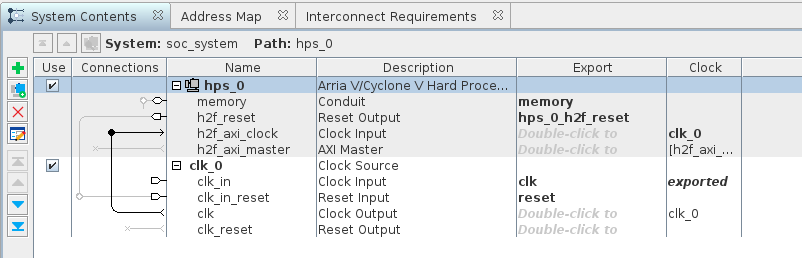 System Contents Address Map Interconnect Requirements
System: soc_system Path: hps_0
Use Connections Name Description Export Clock
hps_0 Arria V/Cyclone V Hard Proce...
memory Conduit memory
h2f_reset Reset Output hps_0_h2f_reset
h2f_axi_clock Clock Input Double-click to clk_0
h2f_axi_master AXI Master Double-click to [h2f_axi_...
clk_0 Clock Source
clk_in Clock Input clk exported
clk_in_reset Reset Input reset
clk Clock Output Double-click to clk_0
clk_reset Reset Output Double-click to